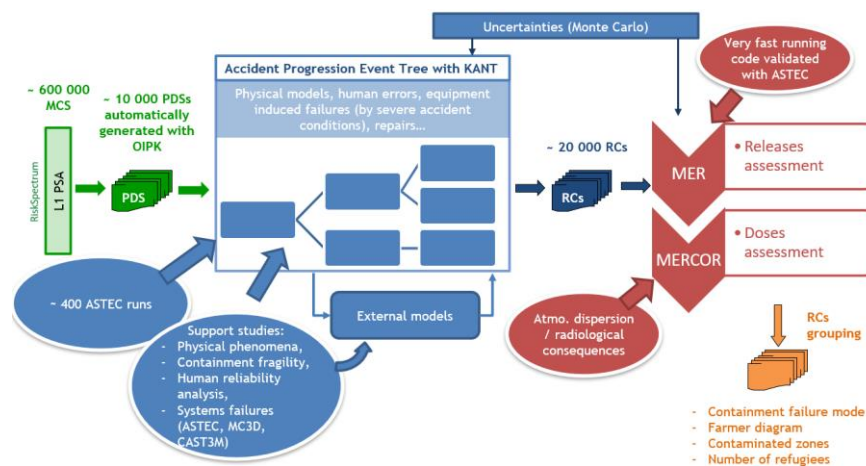 Uncertainties (Monte Carlo)
Very fast running
code validated
with ASTEC
Accident Progression Event Tree with KANT
Physical models, human errors, equipment
induced failures (by severe accident
conditions), repairs...
~ 600 000
MCS
~ 10 000 PDSs
automatically
generated with
OIPK
RiskSpectrum
L1 PSA
PDS
~ 20 000 RCs
RCs
MER
• Releases
assessment
MERCOR
• Doses
assessment
~ 400 ASTEC runs
External models
Support studies:
- Physical phenomena,
- Containment fragility,
- Human reliability
analysis,
- Systems failures
(ASTEC, MC3D,
CAST3M)
Atmo. dispersion
/ radiological
consequences
RCs
grouping
- Containment failure mode
- Farmer diagram
- Contaminated zones
- Number of refugiees